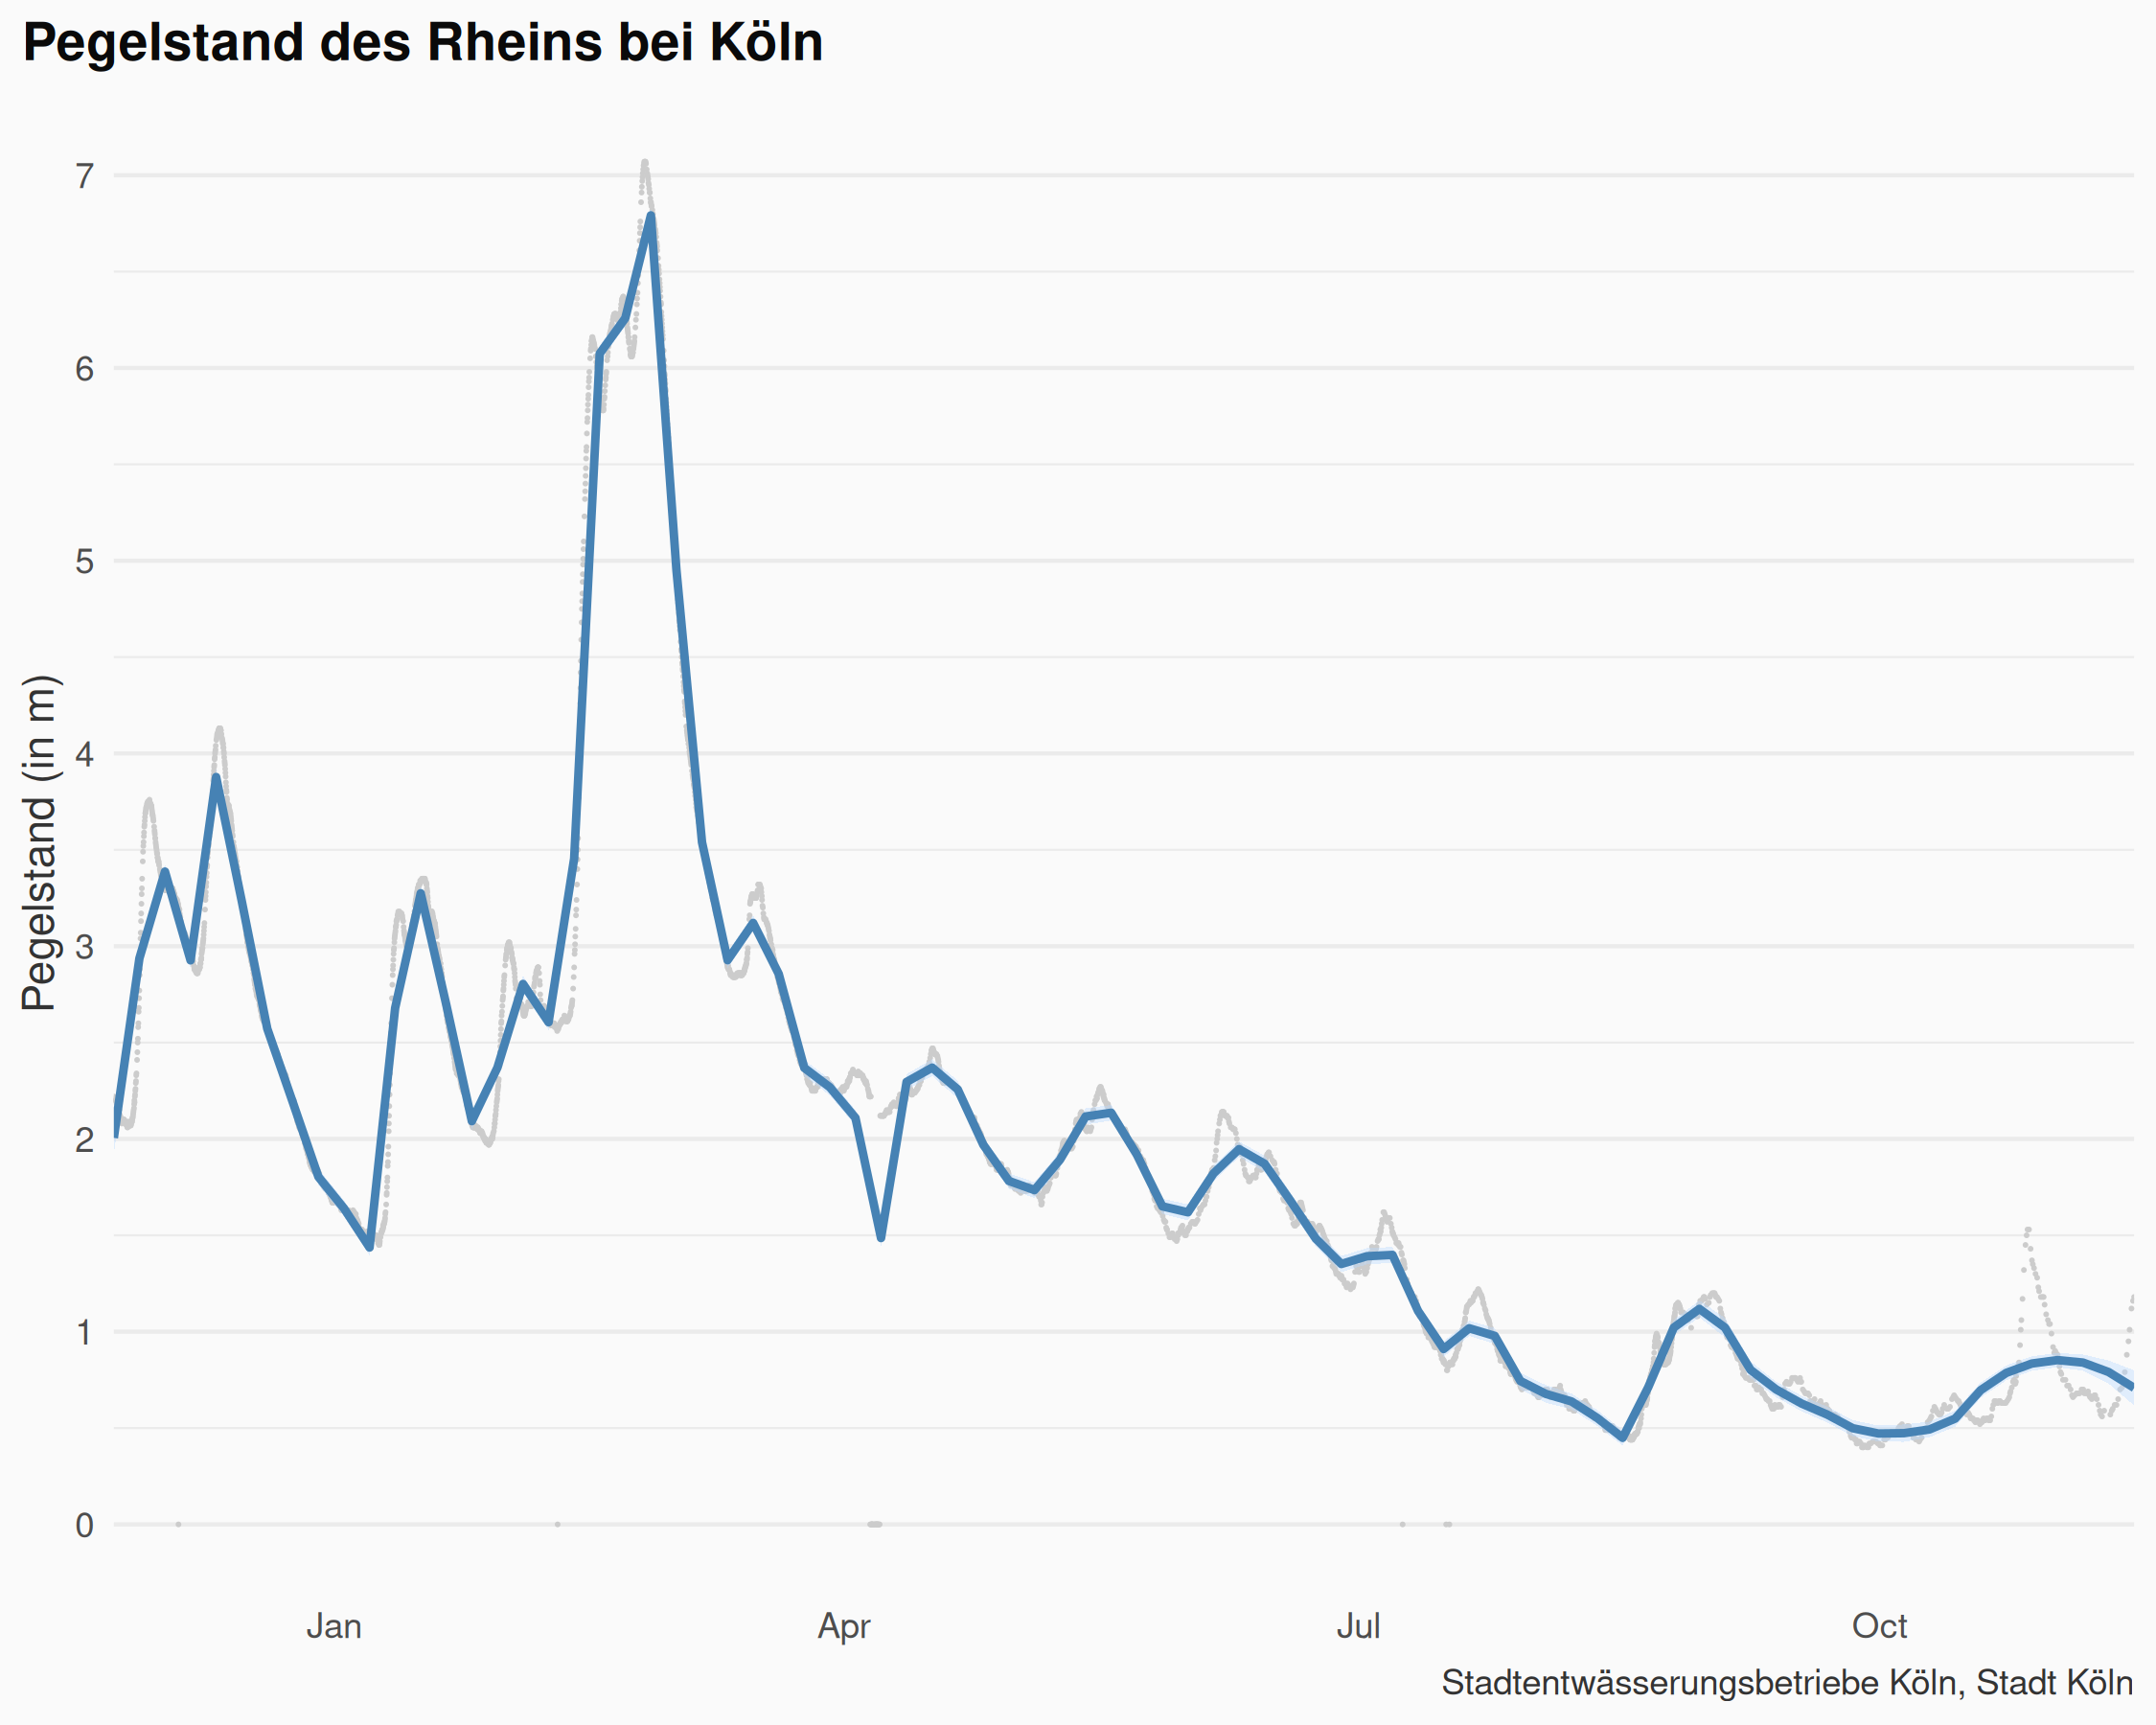 Pegelstand des Rheins bei Köln
Pegelstand (in m)
7
6
5
4
3
2
1
0
Jan Apr Jul Oct
Stadtentwässerungsbetriebe Köln, Stadt Köln